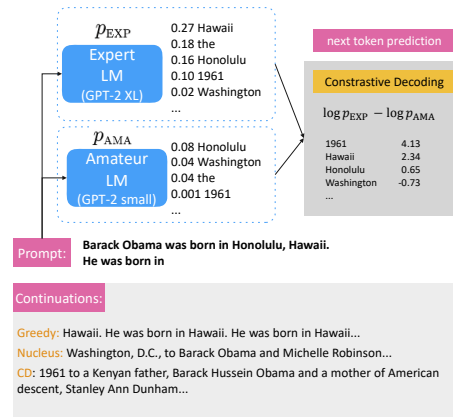 p_EXP
Expert
LM
(GPT-2 XL)
0.27 Hawaii
0.18 the
0.16 Honolulu
0.10 1961
0.02 Washington
...
p_AMA
Amateur
LM
(GPT-2 small)
0.08 Honolulu
0.04 Washington
0.04 the
0.001 1961
...
next token prediction
Constrastive Decoding
log p_EXP − log p_AMA
1961 4.13
Hawaii 2.34
Honolulu 0.65
Washington -0.73
...
Prompt:
Barack Obama was born in Honolulu, Hawaii.
He was born in
Continuations:
Greedy: Hawaii. He was born in Hawaii. He was born in Hawaii...
Nucleus: Washington, D.C., to Barack Obama and Michelle Robinson...
CD: 1961 to a Kenyan father, Barack Hussein Obama and a mother of American
descent, Stanley Ann Dunham...